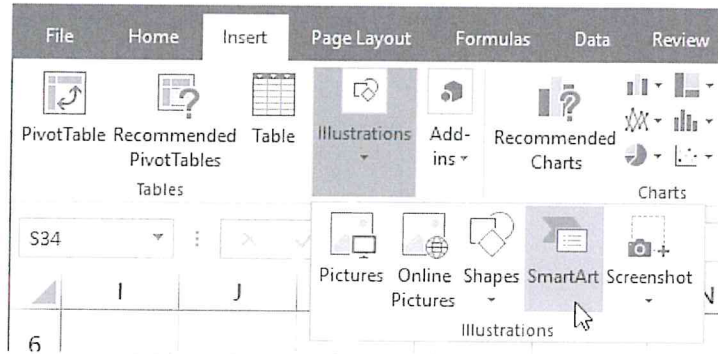 File Home Insert Page Layout Formulas Data Review
PivotTable Recommended PivotTables Table Illustrations Add-ins Recommended Charts
Tables Charts
S34
Pictures Online Pictures Shapes SmartArt Screenshot
I J N
Illustrations
6